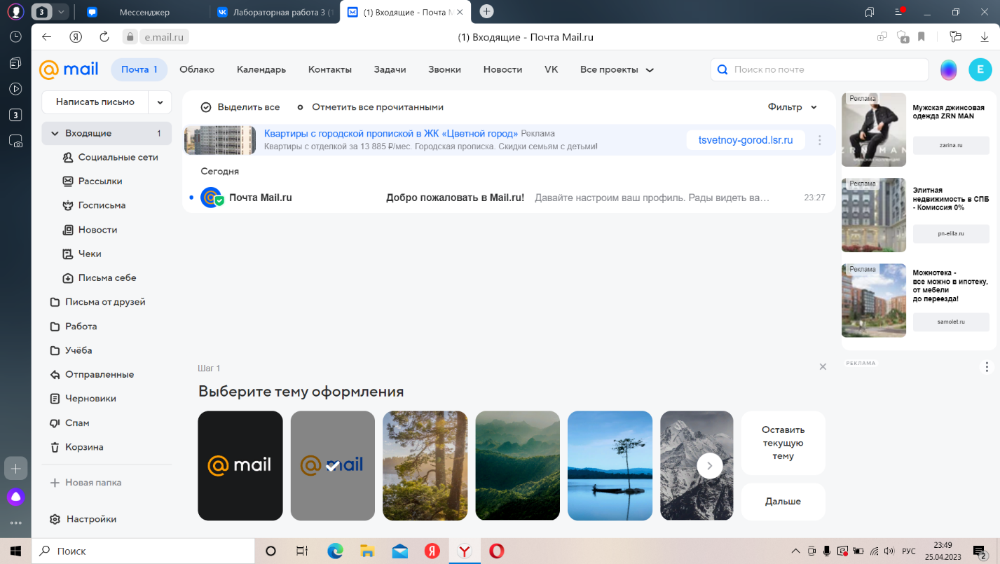 3
Мессенджер
Лабораторная работа 3 (
(1) Входящие - Почта M
e.mail.ru
(1) Входящие - Почта Mail.ru
4
3
mail
Почта 1
Облако
Календарь
Контакты
Задачи
Звонки
Новости
VK
Все проекты
Поиск по почте
E
Написать письмо
Входящие 1
Социальные сети
Рассылки
Госписьма
Новости
Чеки
Письма себе
Письма от друзей
Работа
Учёба
Отправленные
Черновики
Спам
Корзина
Новая папка
Настройки
Выделить все
Отметить все прочитанными
Фильтр
Квартиры с городской пропиской в ЖК «Цветной город» Реклама
Квартиры с отделкой за 13 885 ₽/мес. Городская прописка. Скидки семьям с детьми!
tsvetnoy-gorod.lsr.ru
Сегодня
Почта Mail.ru Добро пожаловать в Mail.ru! Давайте настроим ваш профиль. Рады видеть ва… 23:27
Шаг 1
Выберите тему оформления
@mail
@mail
Оставить
текущую
тему
Дальше
Реклама
Мужская джинсовая
одежда ZRN MAN
zarina.ru
Реклама
Элитная
недвижимость в СПБ
- Комиссия 0%
pn-elita.ru
Реклама
Можнотека -
все можно в ипотеку,
от мебели
до переезда!
samolet.ru
РЕКЛАМА
Поиск
РУС
23:49
25.04.2023
2